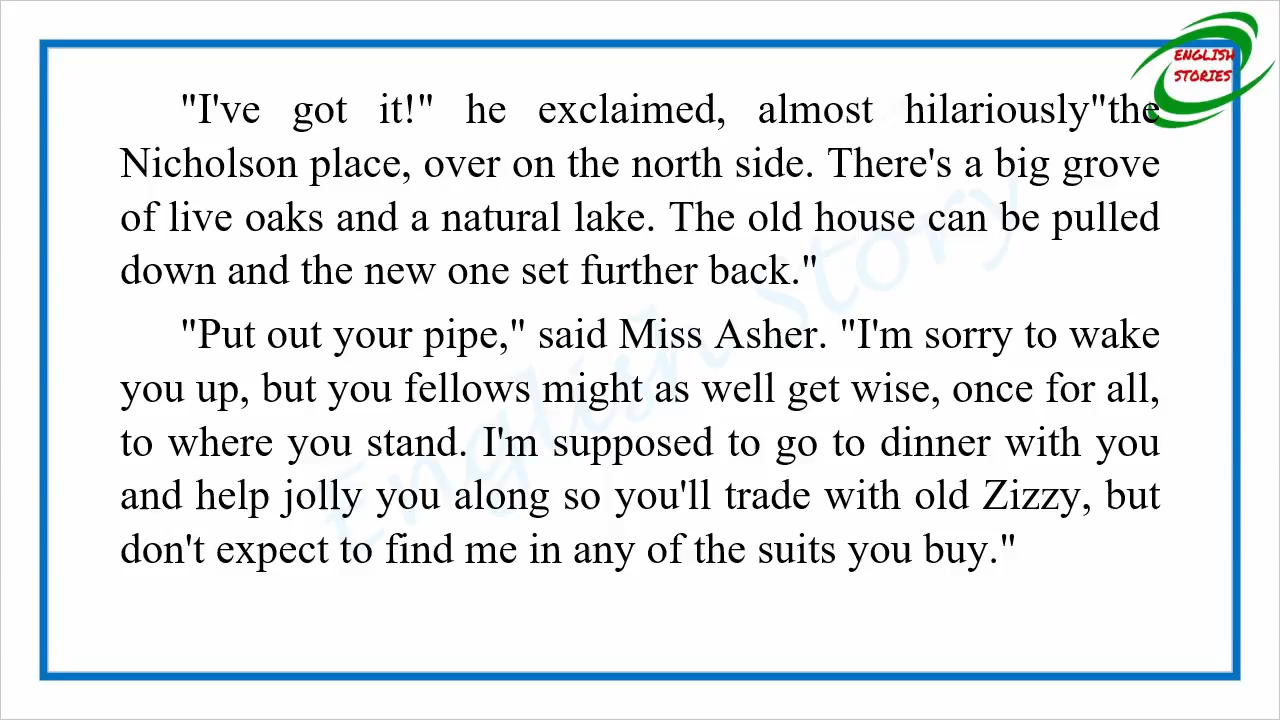 ENGLISH
STORIES
"I've got it!" he exclaimed, almost hilariously"the
Nicholson place, over on the north side. There's a big grove
of live oaks and a natural lake. The old house can be pulled
down and the new one set further back."
"Put out your pipe," said Miss Asher. "I'm sorry to wake
you up, but you fellows might as well get wise, once for all,
to where you stand. I'm supposed to go to dinner with you
and help jolly you along so you'll trade with old Zizzy, but
don't expect to find me in any of the suits you buy."
English Story